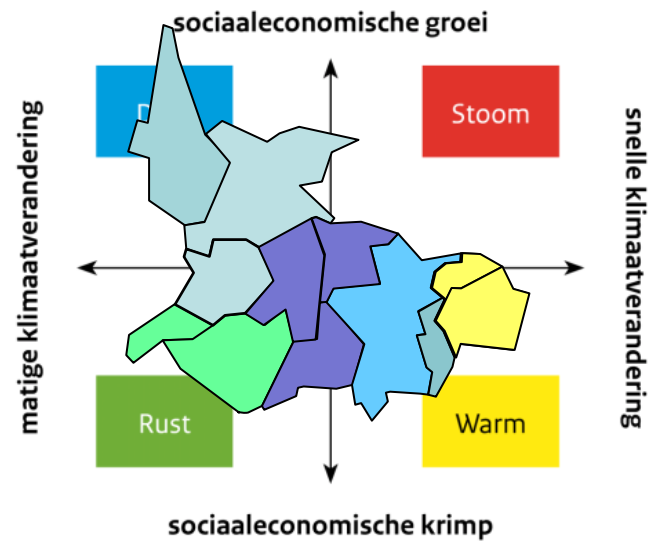 sociaaleconomische groei
Stoom
matige klimaatverandering
snelle klimaatverandering
Rust
Warm
sociaaleconomische krimp